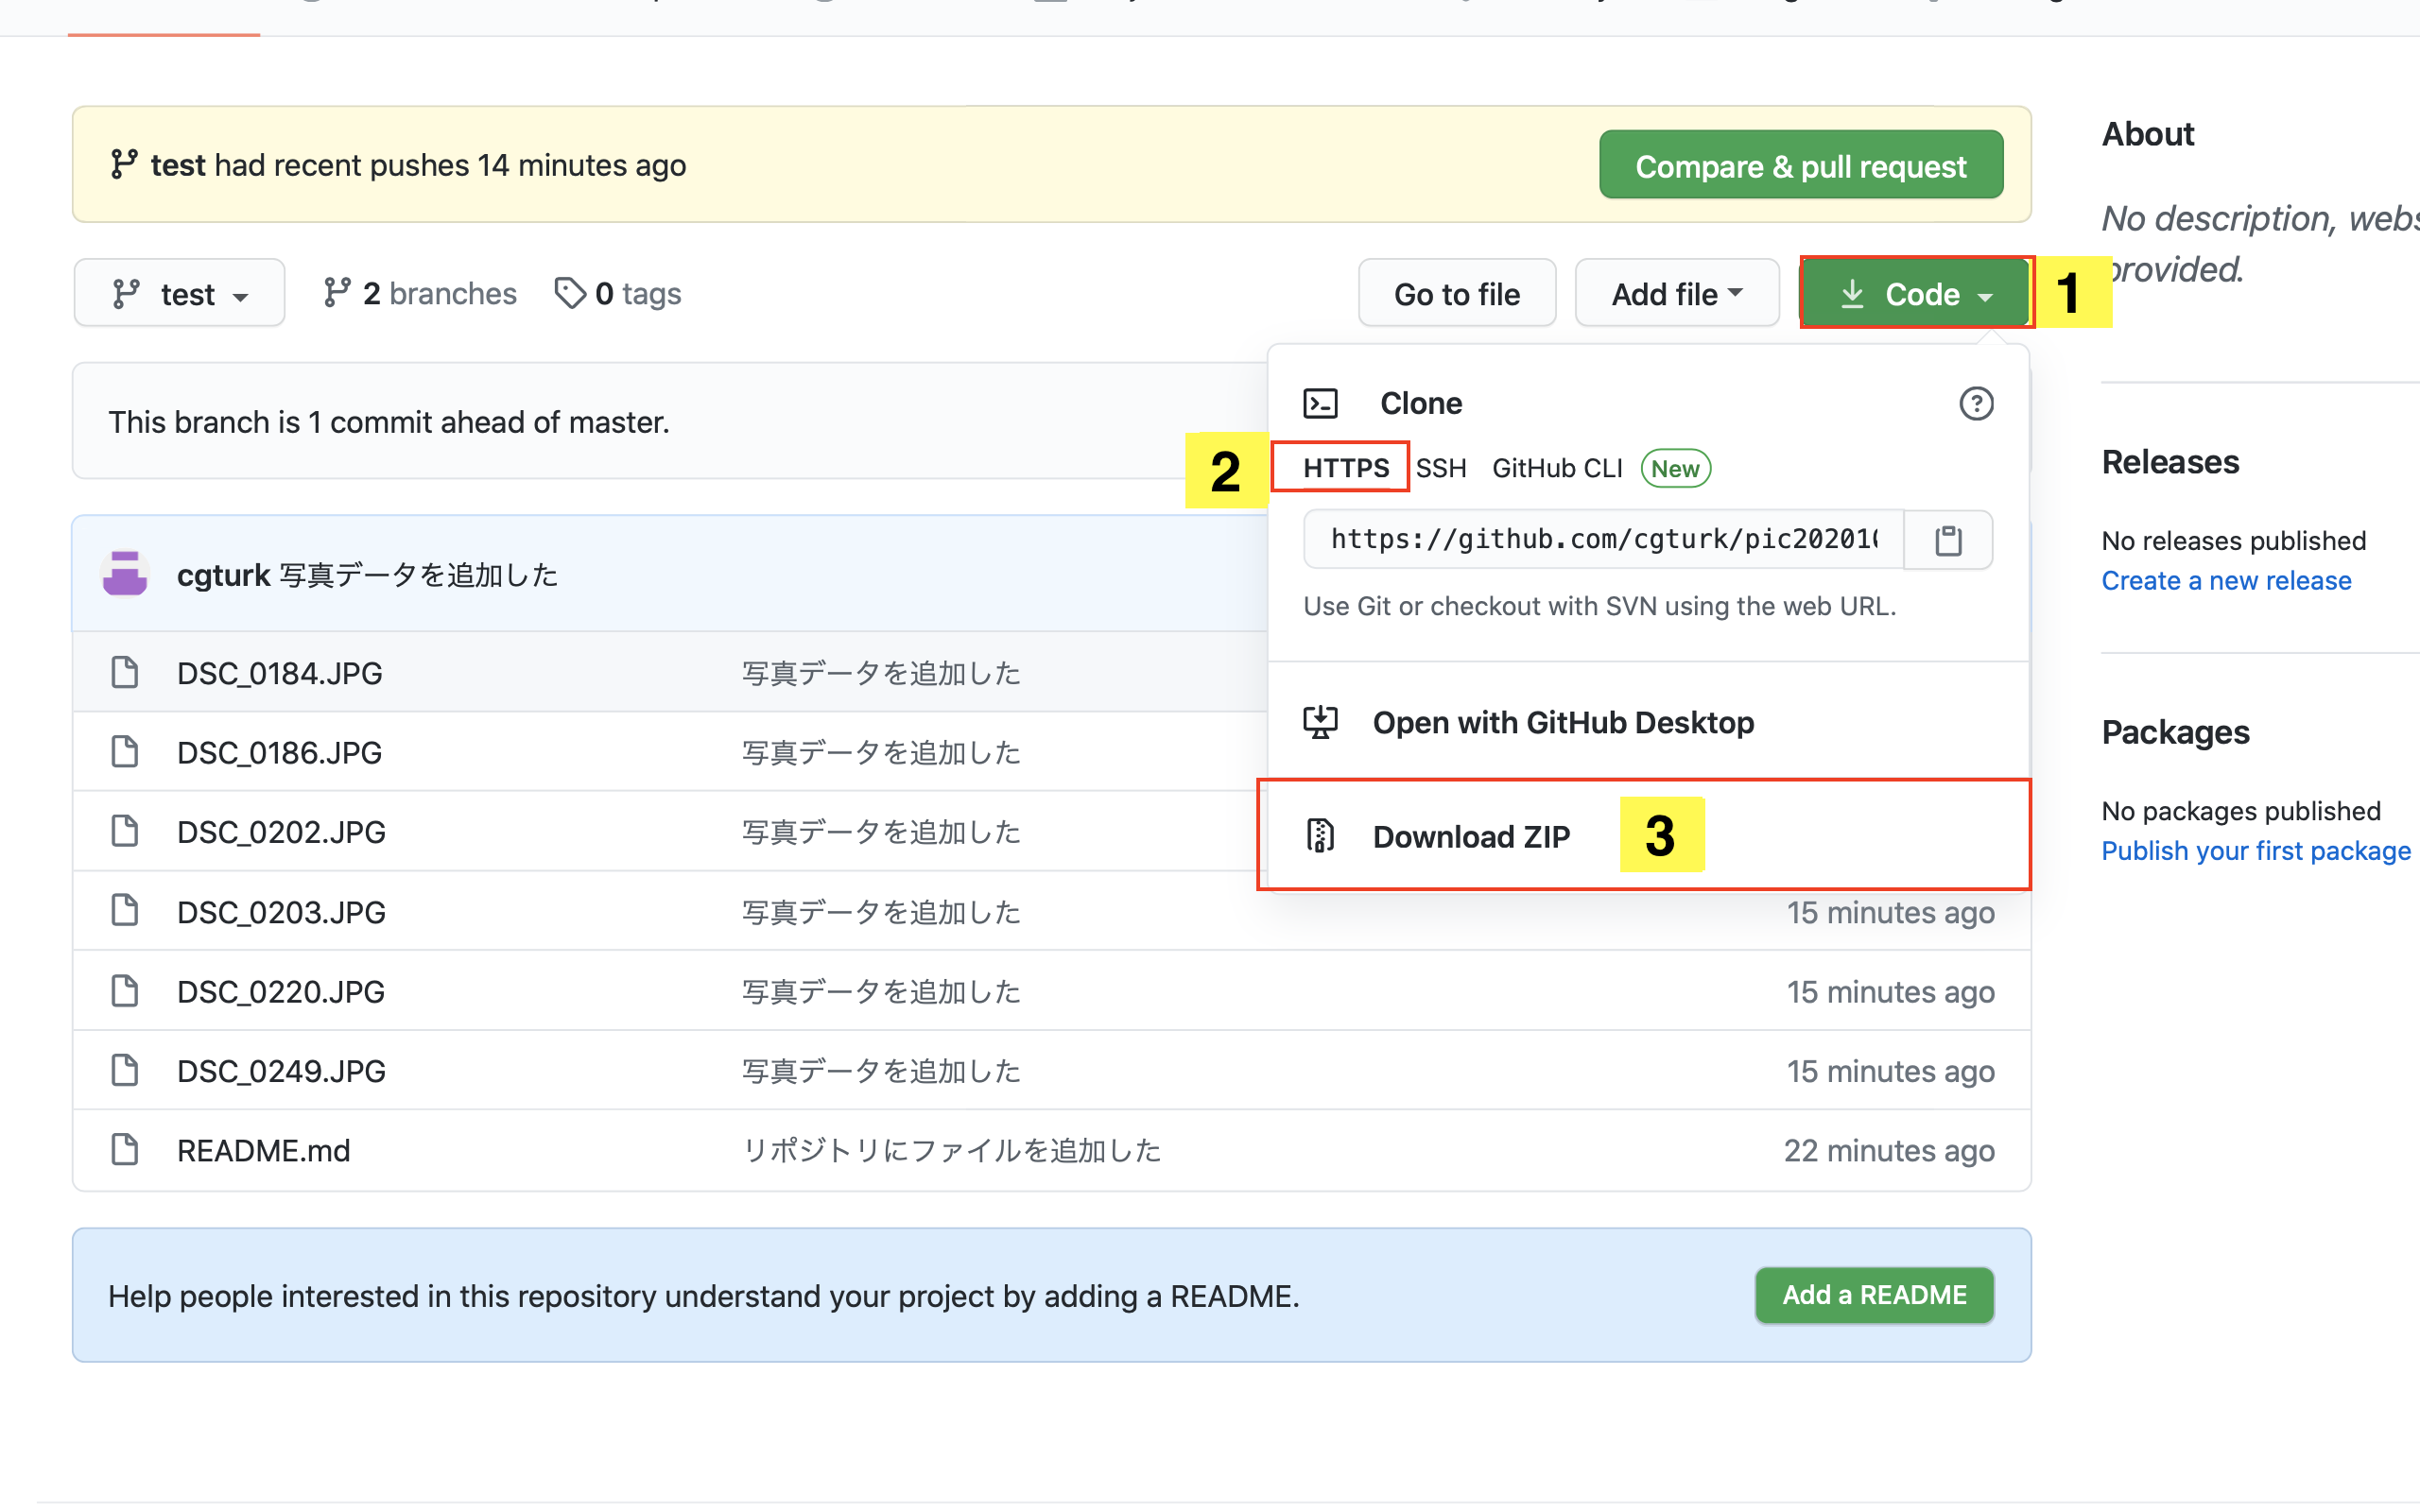 test had recent pushes 14 minutes ago
Compare & pull request
test
2 branches
0 tags
Go to file
Add file
Code
1
This branch is 1 commit ahead of master.
Clone
2
HTTPS SSH GitHub CLI New
https://github.com/cgturk/pic20201
Use Git or checkout with SVN using the web URL.
Open with GitHub Desktop
Download ZIP
3
cgturk 写真データを追加した
DSC_0184.JPG 写真データを追加した
DSC_0186.JPG 写真データを追加した
DSC_0202.JPG 写真データを追加した
DSC_0203.JPG 写真データを追加した 15 minutes ago
DSC_0220.JPG 写真データを追加した 15 minutes ago
DSC_0249.JPG 写真データを追加した 15 minutes ago
README.md リポジトリにファイルを追加した 22 minutes ago
Help people interested in this repository understand your project by adding a README.
Add a README
About
No description,
provided.
Releases
No releases published
Create a new release
Packages
No packages published
Publish your first package